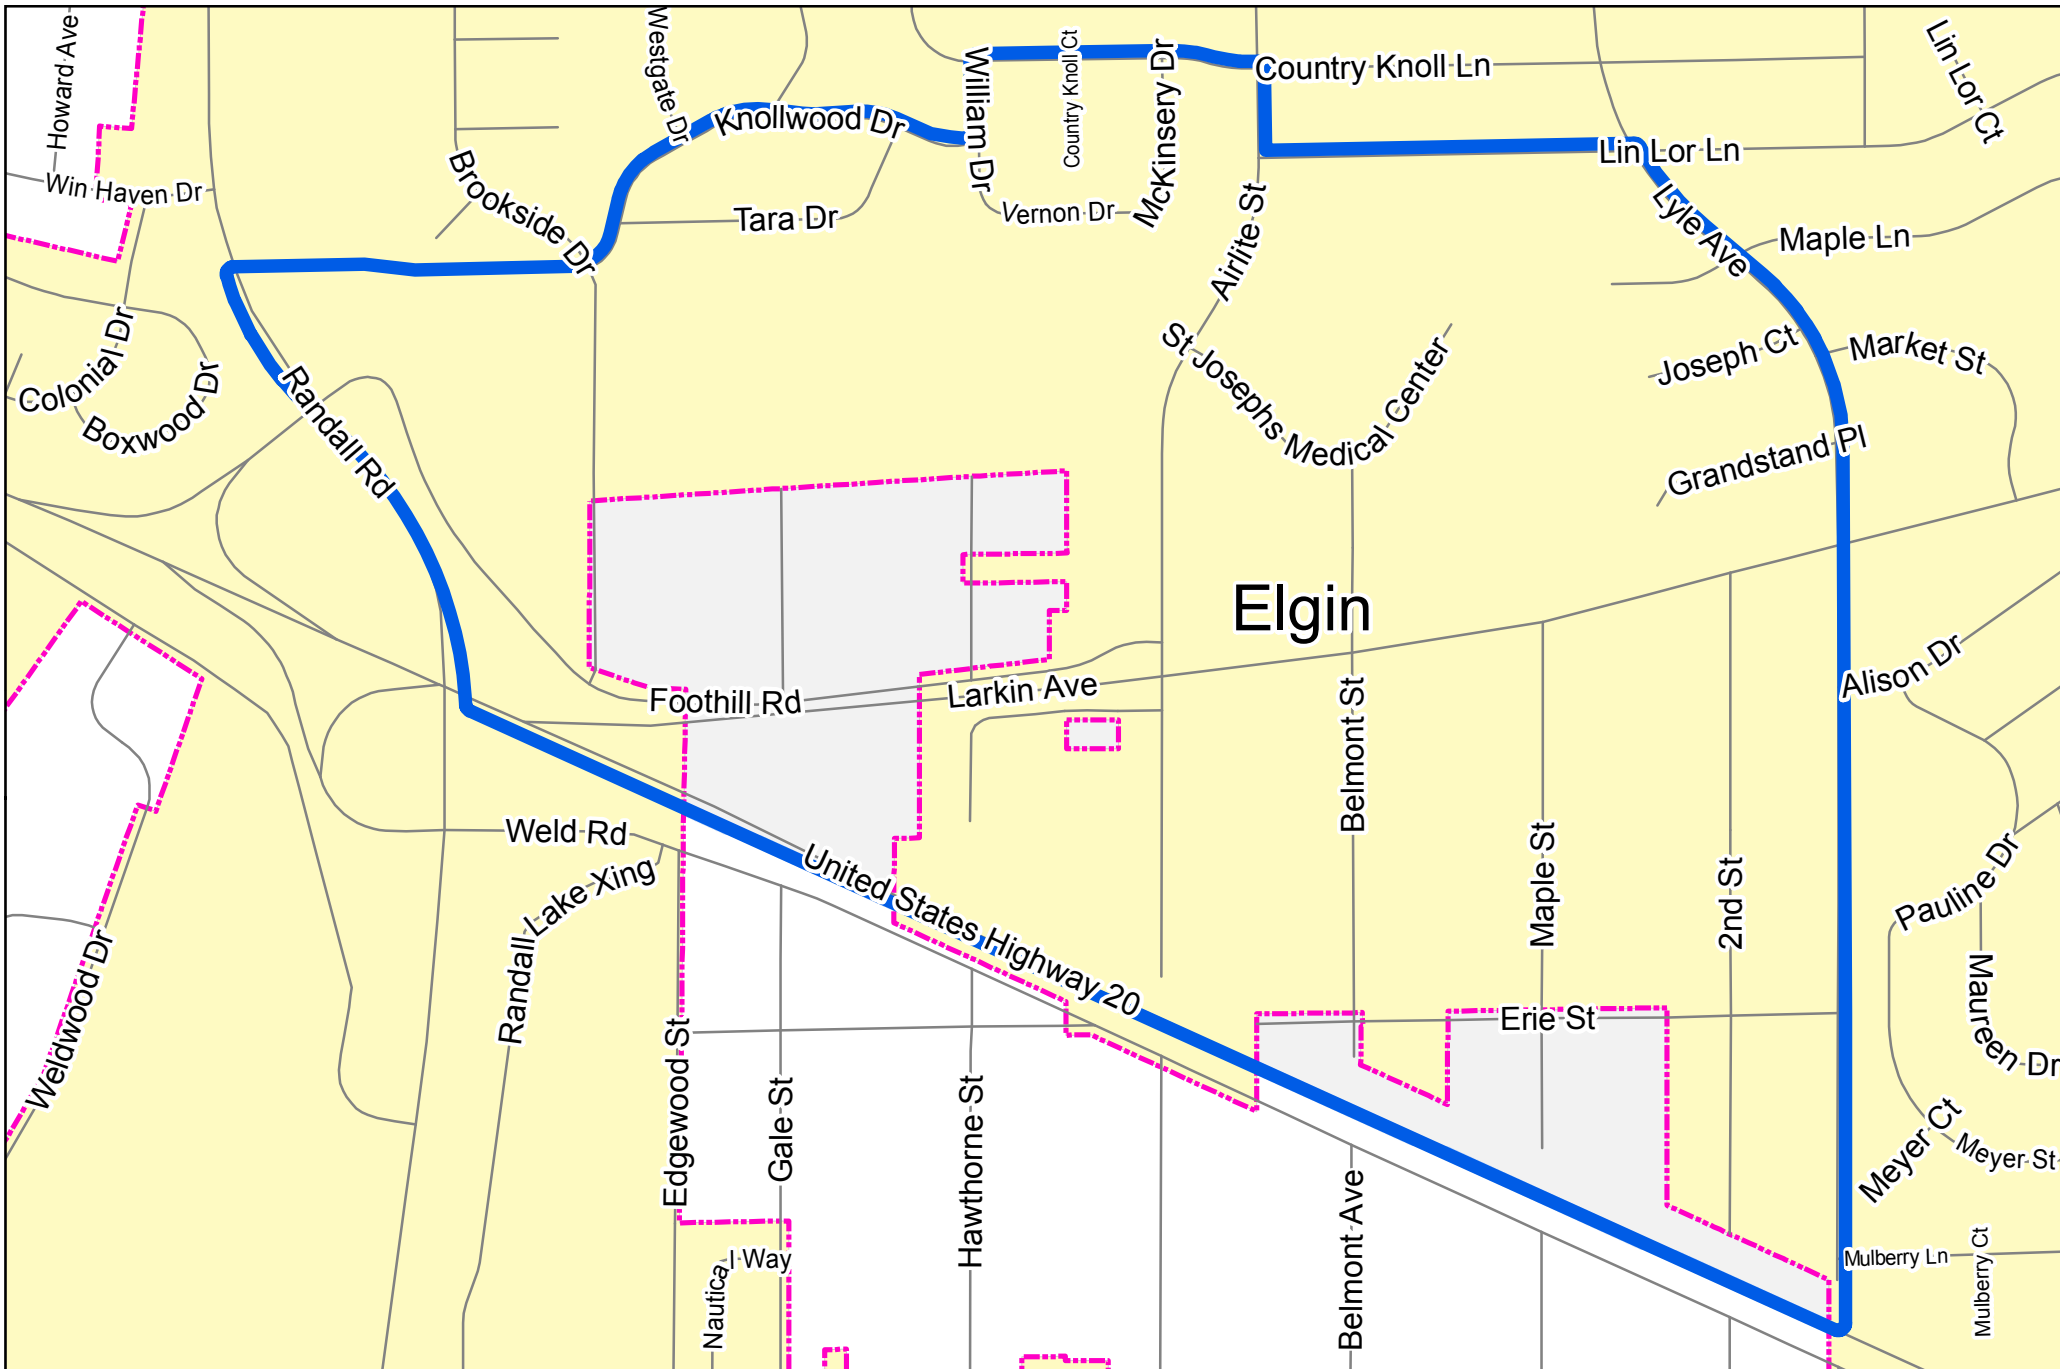 Howard Ave
Westgate Dr
William Dr
Country Knoll Ct
McKinsery Dr
Country Knoll Ln
Lin Lor Ct
Knollwood Dr
Lin Lor Ln
Win Haven Dr
Brookside Dr
Tara Dr
Vernon Dr
Airlite St
Lyle Ave
Maple Ln
Colonial Dr
Boxwood Dr
Randall Rd
St Josephs Medical Center
Joseph Ct
Market St
Grandstand Pl
Elgin
Foothill Rd
Larkin Ave
Alison Dr
Belmont St
Weld Rd
Randall Lake Xing
United States Highway 20
Maple St
2nd St
Pauline Dr
Weldwood Dr
Maureen Dr
Erie St
Edgewood St
Gale St
Hawthorne St
Belmont Ave
Meyer Ct
Meyer St
Nautical Way
Mulberry Ln
Mulberry Ct